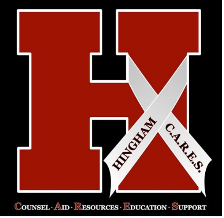 H
HINGHAM C.A.R.E.S.
COUNSEL · AID · RESOURCES · EDUCATION · SUPPORT